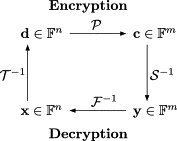 Encryption
𝒫
d ∈ 𝔽ⁿ c ∈ 𝔽ᵐ
𝒯⁻¹ 𝒮⁻¹
ℱ⁻¹
x ∈ 𝔽ⁿ y ∈ 𝔽ᵐ
Decryption